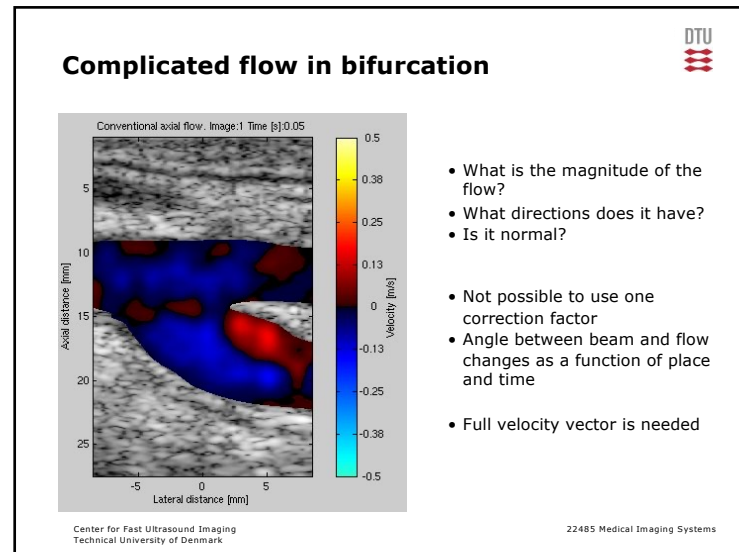 DTU
Complicated flow in bifurcation
Conventional axial flow. Image:1 Time [s]:0.05
5
10
15
20
25
Axial distance [mm]
-5
0
5
Lateral distance [mm]
0.5
0.38
0.25
0.13
0
-0.13
-0.25
-0.38
-0.5
Velocity [m/s]
• What is the magnitude of the
flow?
• What directions does it have?
• Is it normal?
• Not possible to use one
correction factor
• Angle between beam and flow
changes as a function of place
and time
• Full velocity vector is needed
Center for Fast Ultrasound Imaging
Technical University of Denmark
22485 Medical Imaging Systems